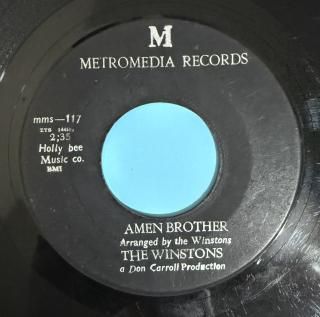 M
METROMEDIA RECORDS
mms—117
2;35
Holly bee
Music co.
BMI
AMEN BROTHER
Arranged by the Winstons
THE WINSTONS
a Don Carroll Production